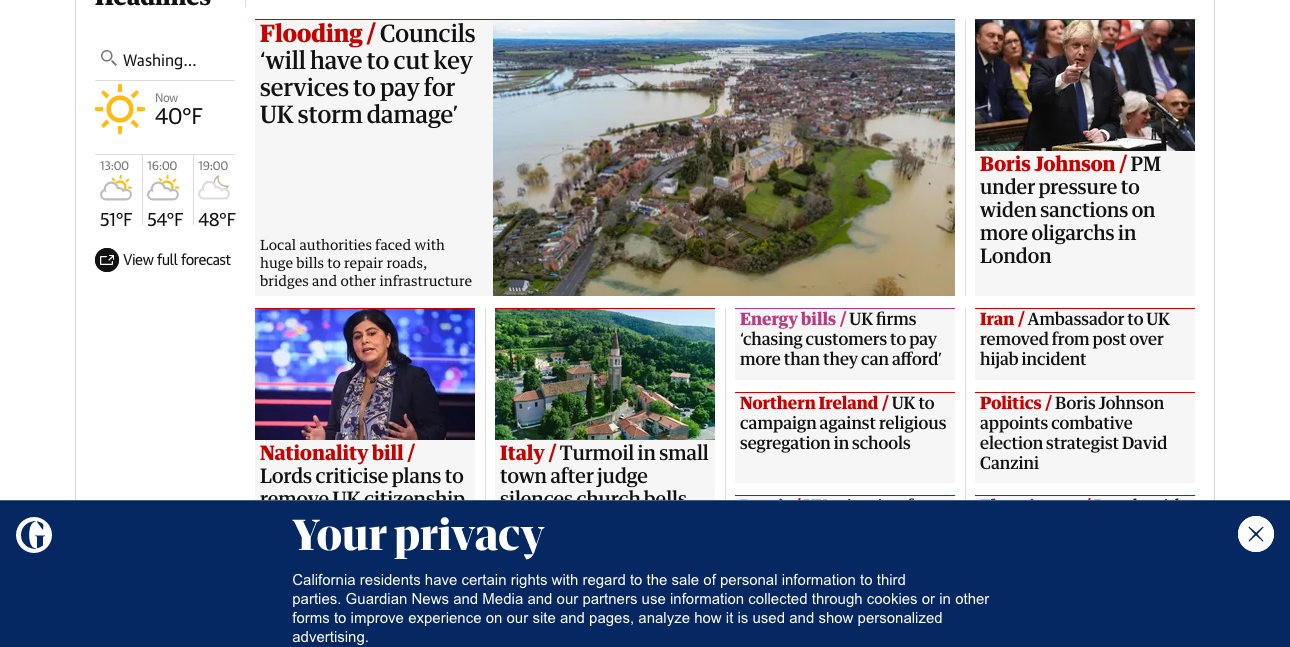 Headlines
Washing...
Now
40°F
13:00
16:00
19:00
51°F
54°F
48°F
View full forecast
Flooding / Councils
‘will have to cut key
services to pay for
UK storm damage’
Local authorities faced with
huge bills to repair roads,
bridges and other infrastructure
Boris Johnson / PM
under pressure to
widen sanctions on
more oligarchs in
London
Nationality bill /
Lords criticise plans to
remove UK citizenship
Italy / Turmoil in small
town after judge
silences church bells
Energy bills / UK firms
‘chasing customers to pay
more than they can afford’
Northern Ireland / UK to
campaign against religious
segregation in schools
Iran / Ambassador to UK
removed from post over
hijab incident
Politics / Boris Johnson
appoints combative
election strategist David
Canzini
Your privacy
California residents have certain rights with regard to the sale of personal information to third
parties. Guardian News and Media and our partners use information collected through cookies or in other
forms to improve experience on our site and pages, analyze how it is used and show personalized
advertising.